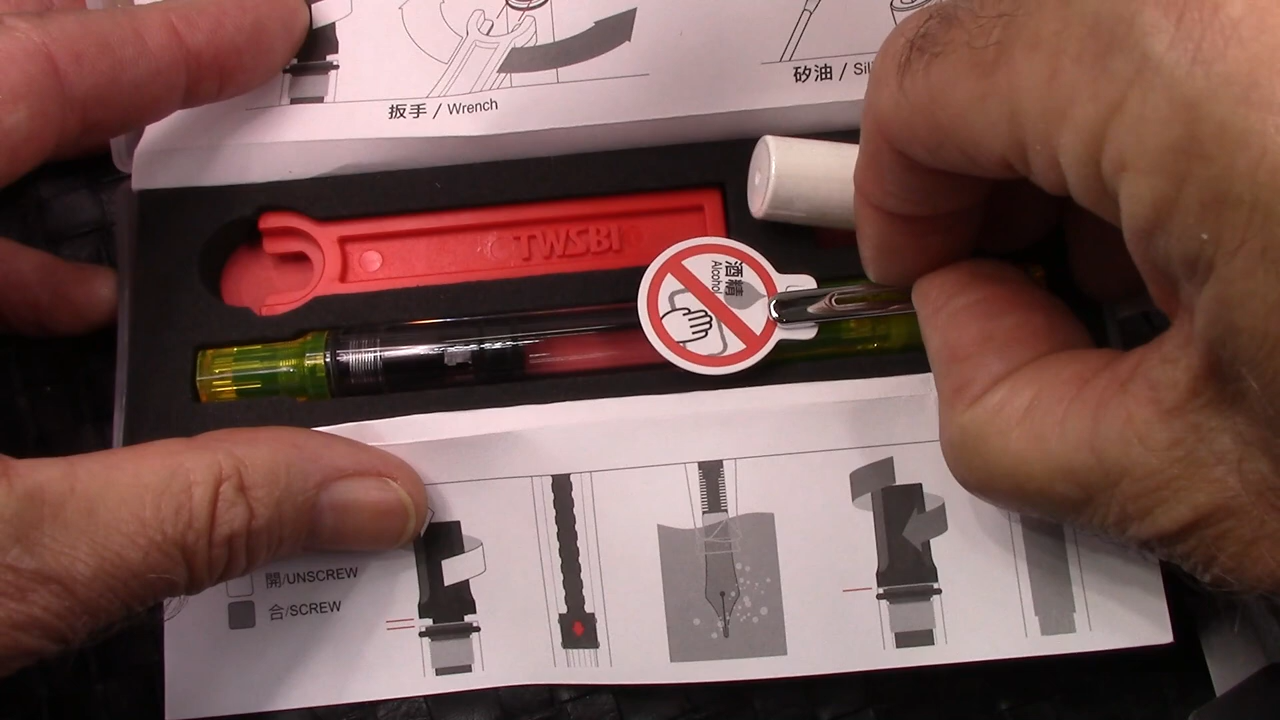 扳手 / Wrench
矽油 / Sil
TWSBI
酒精
Alcohol
開/UNSCREW
合/SCREW